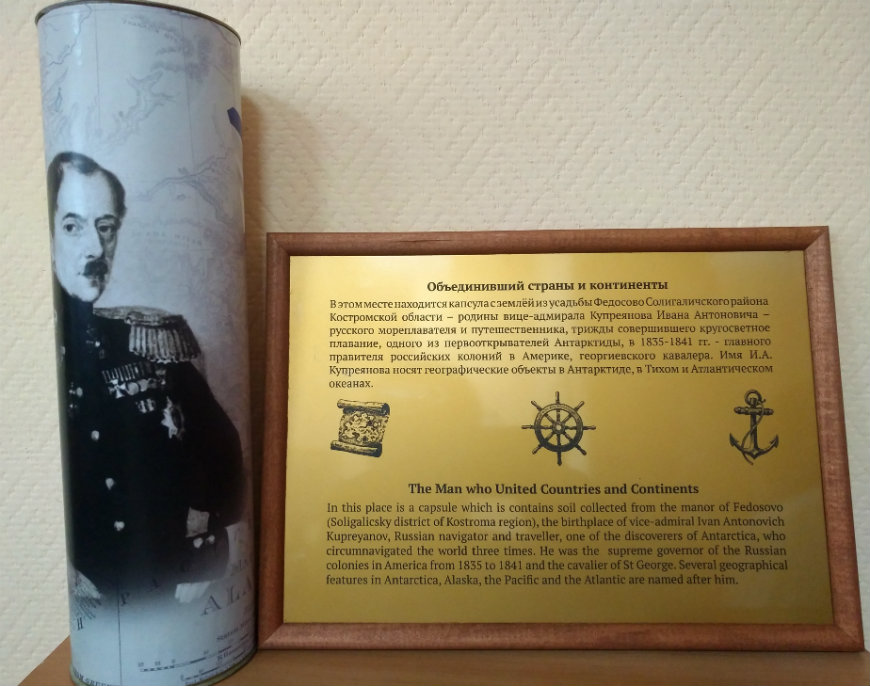 Объединивший страны и континенты
В этом месте находится капсула с землёй из усадьбы Федосово Солигаличского района
Костромской области – родины вице-адмирала Купреянова Ивана Антоновича –
русского мореплавателя и путешественника, трижды совершившего кругосветное
плавание, одного из первооткрывателей Антарктиды, в 1835-1841 гг. - главного
правителя российских колоний в Америке, георгиевского кавалера. Имя И.А.
Купреянова носят географические объекты в Антарктиде, в Тихом и Атлантическом
океанах.
The Man who United Countries and Continents
In this place is a capsule which is contains soil collected from the manor of Fedosovo
(Soligalicsky district of Kostroma region), the birthplace of vice-admiral Ivan Antonovich
Kupreyanov, Russian navigator and traveller, one of the discoverers of Antarctica, who
circumnavigated the world three times. He was the supreme governor of the Russian
colonies in America from 1835 to 1841 and the cavalier of St George. Several geographical
features in Antarctica, Alaska, the Pacific and the Atlantic are named after him.